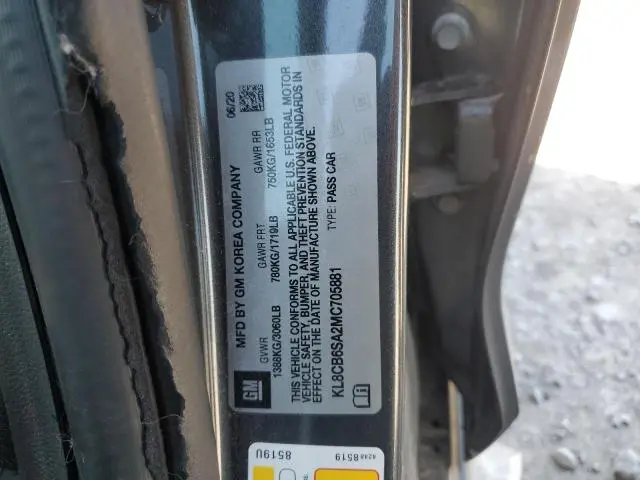 MFD BY GM KOREA COMPANY
06/20
GVWR
GAWR FRT
GAWR RR
1388KG/3060LB
780KG/1719LB
750KG/1653LB
THIS VEHICLE CONFORMS TO ALL APPLICABLE U.S. FEDERAL MOTOR
VEHICLE SAFETY, BUMPER, AND THEFT PREVENTION STANDARDS IN
EFFECT ON THE DATE OF MANUFACTURE SHOWN ABOVE.
KL8CB6SA2MC705881
TYPE: PASS CAR
GM
8519U
4248 8519